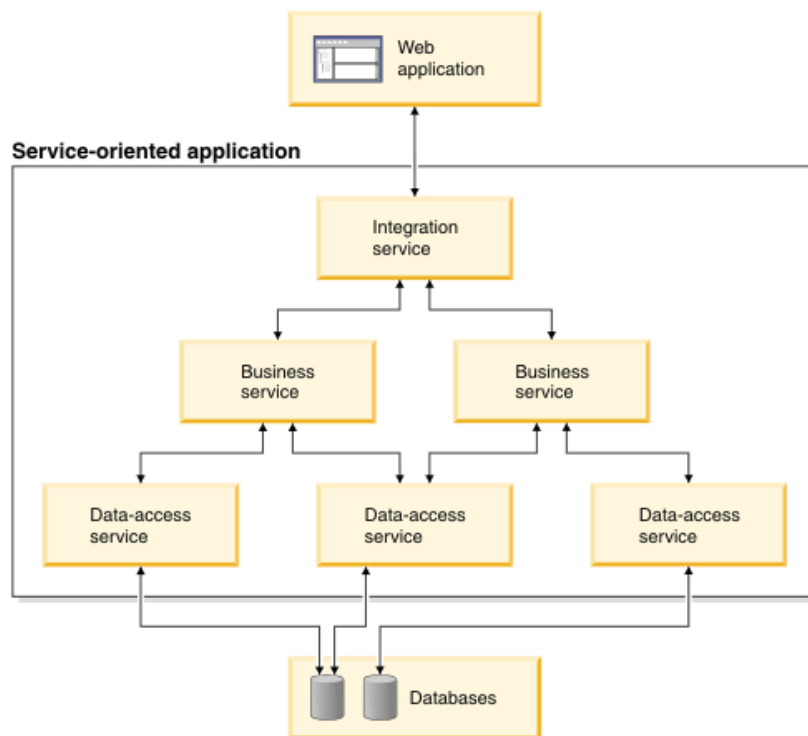 Web
application
Service-oriented application
Integration
service
Business
service
Business
service
Data-access
service
Data-access
service
Data-access
service
Databases